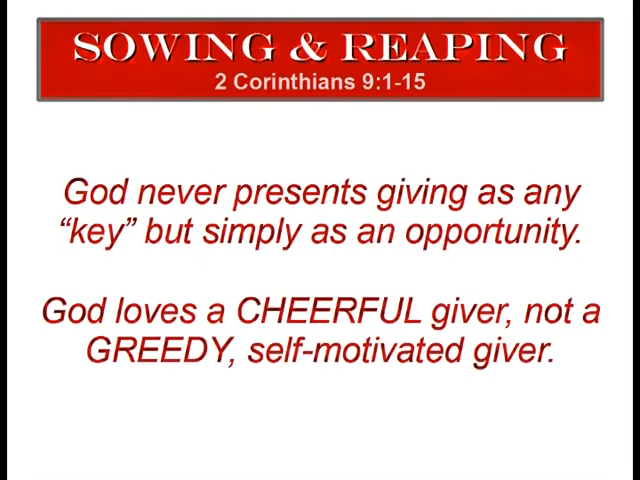 SOWING & REAPING
2 Corinthians 9:1-15
God never presents giving as any
“key” but simply as an opportunity.
God loves a CHEERFUL giver, not a
GREEDY, self-motivated giver.